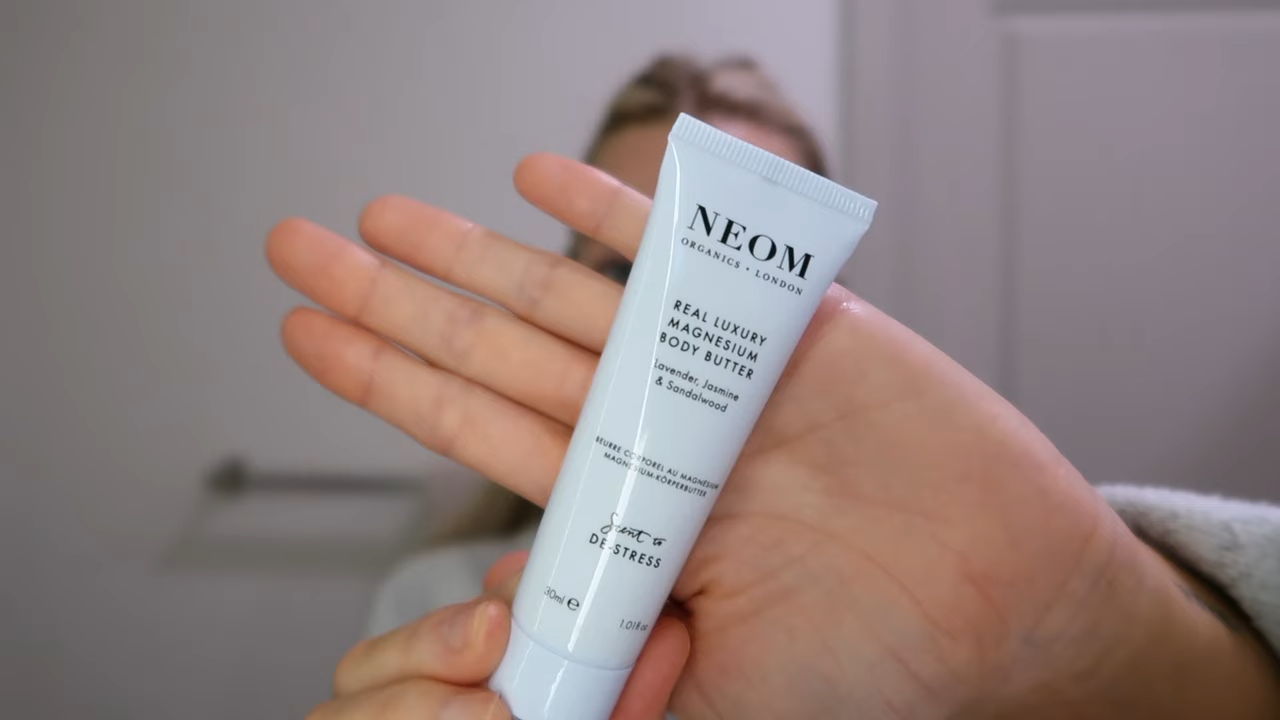 NEOM
ORGANICS • LONDON
REAL LUXURY
MAGNESIUM
BODY BUTTER
Lavender, Jasmine
& Sandalwood
BEURRE CORPOREL AU MAGNÉSIUM
MAGNESIUM-KÖRPERBUTTER
Scent to
DE-STRESS
30ml ℮
1.01fl oz